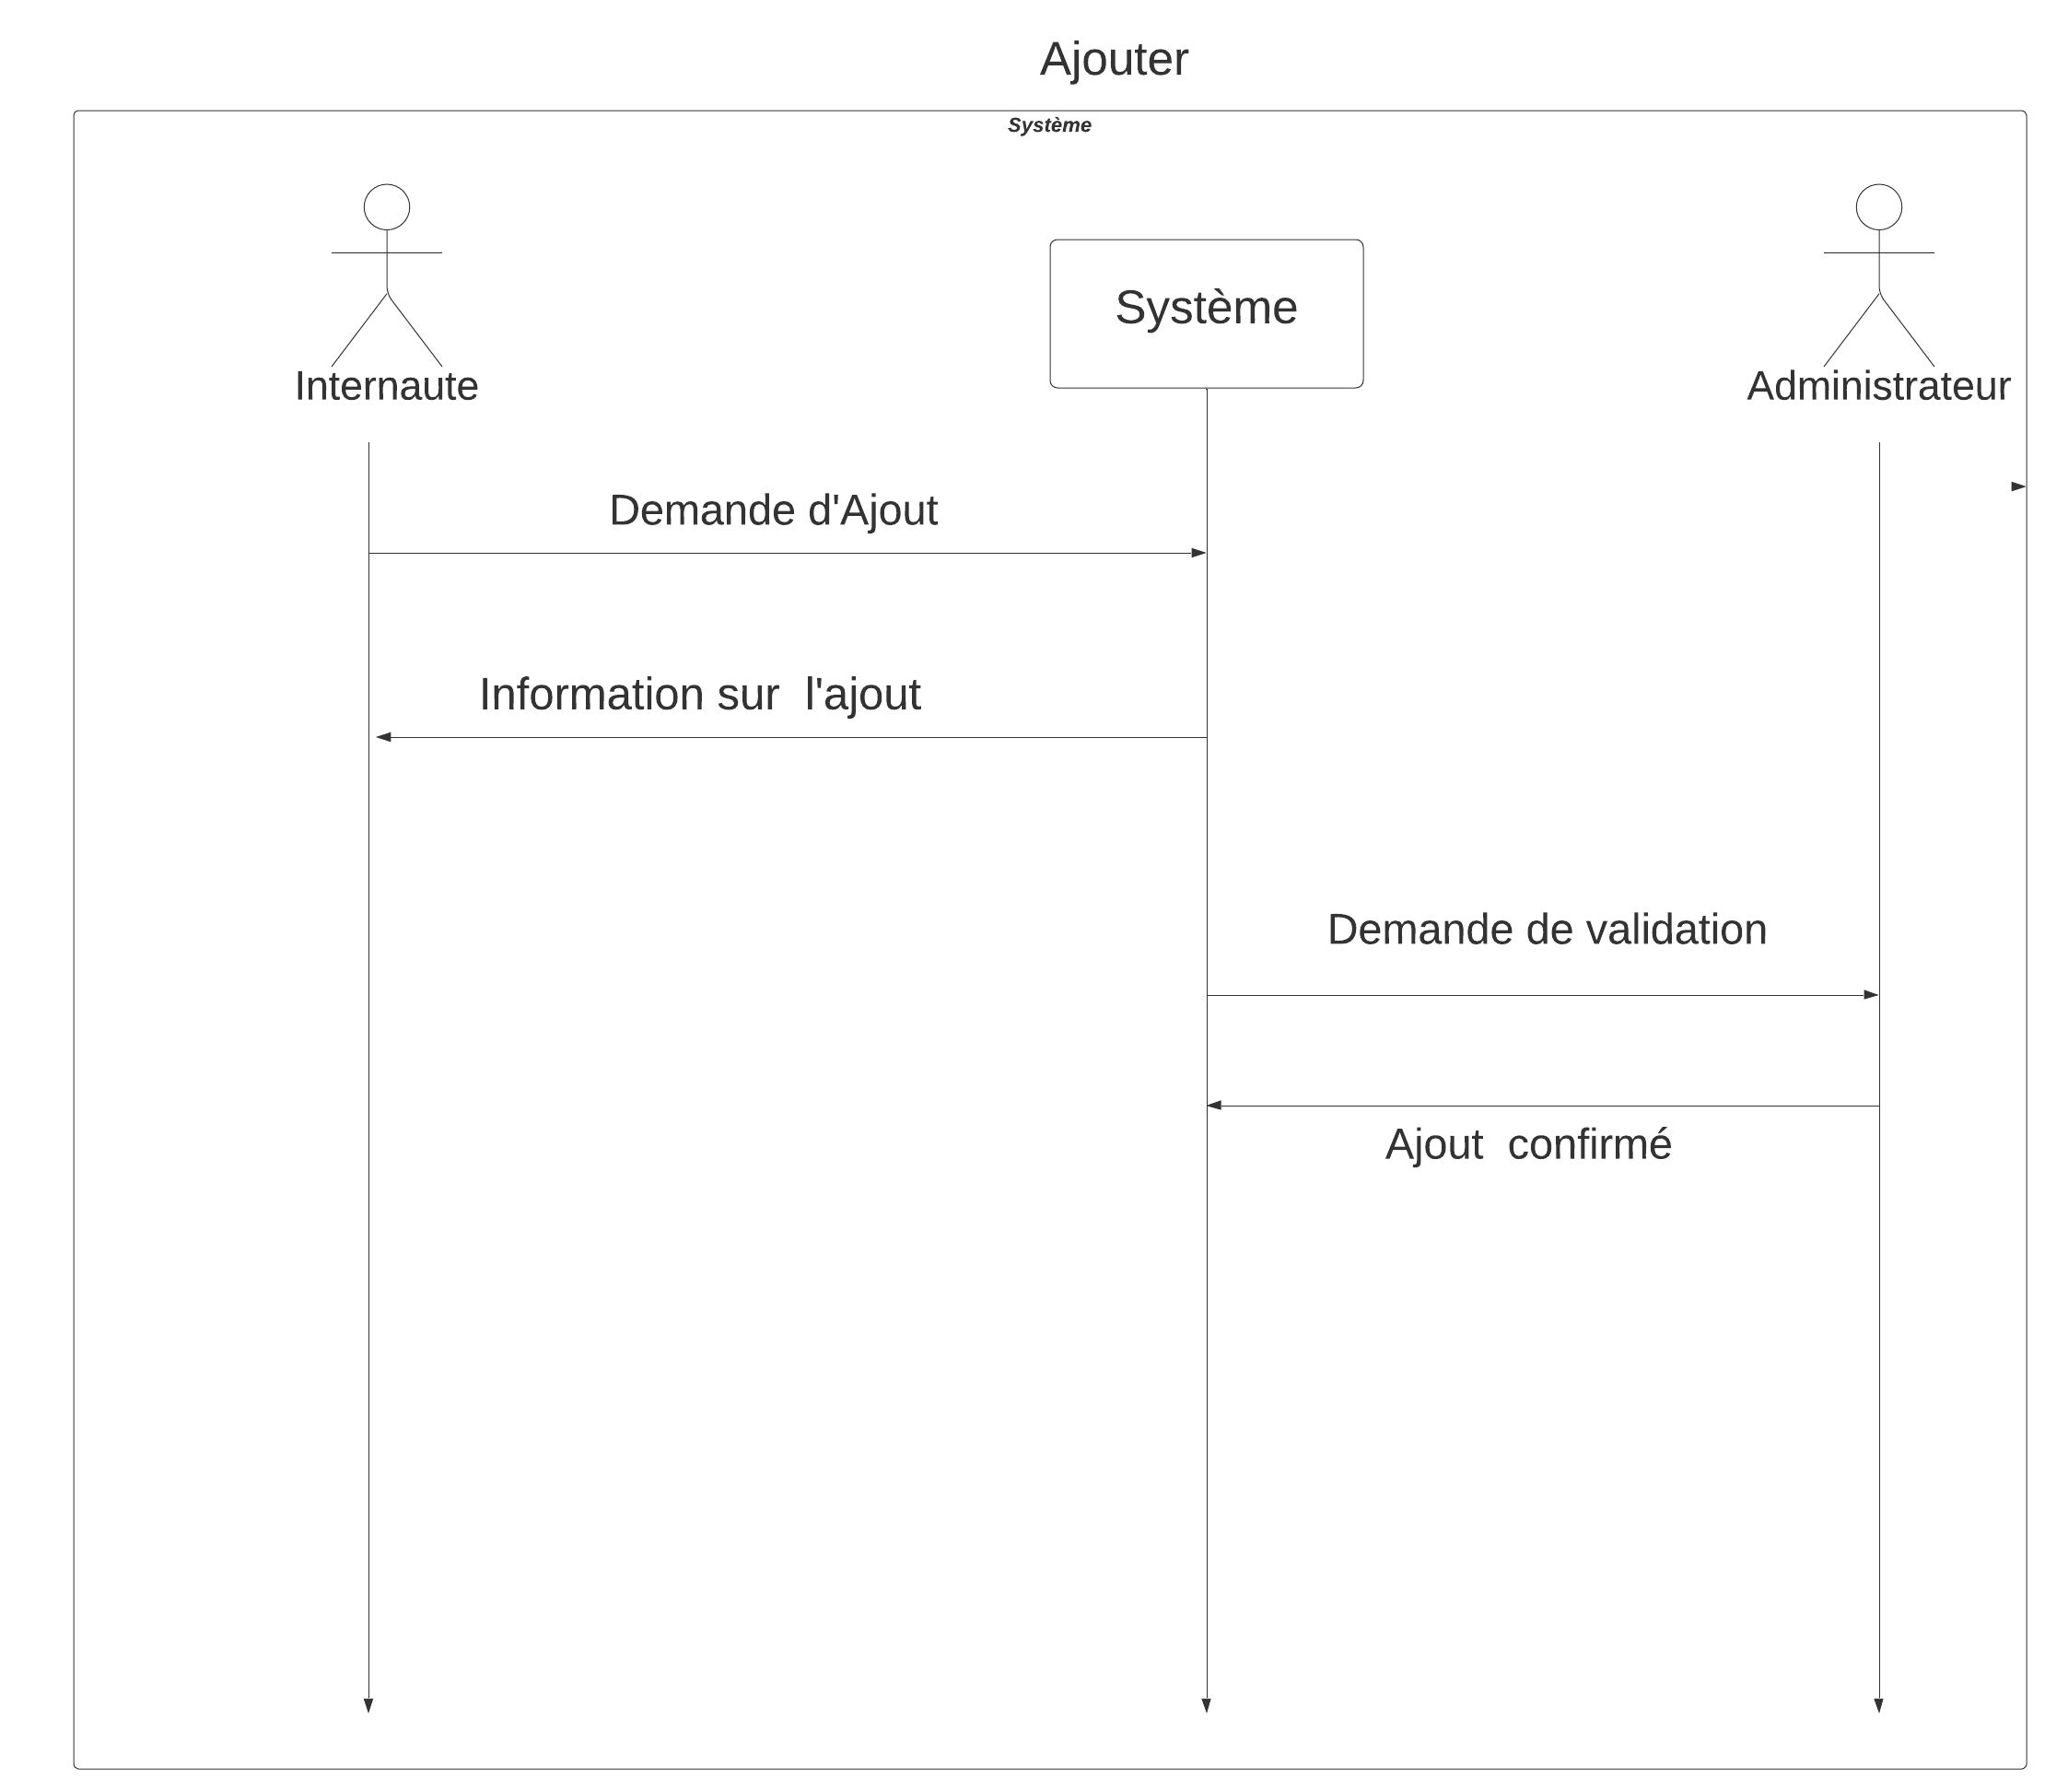 Ajouter
Système
Internaute
Système
Administrateur
Demande d'Ajout
Information sur  l'ajout
Demande de validation
Ajout  confirmé